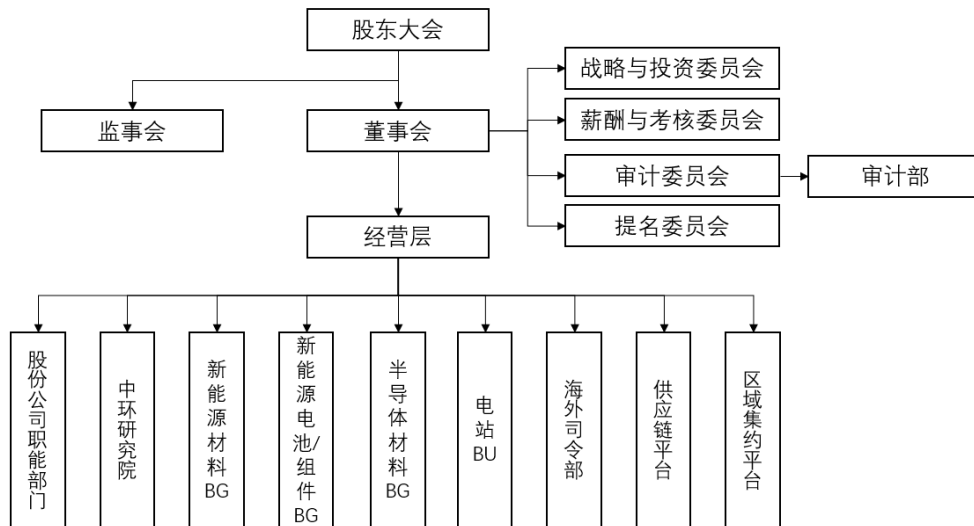 股东大会
战略与投资委员会
薪酬与考核委员会
监事会
董事会
审计委员会
审计部
提名委员会
经营层
股份公司职能部门
中环研究院
新能源材料BG
新能源电池/组件BG
半导体材料BG
电站BU
海外司令部
供应链平台
区域集约平台